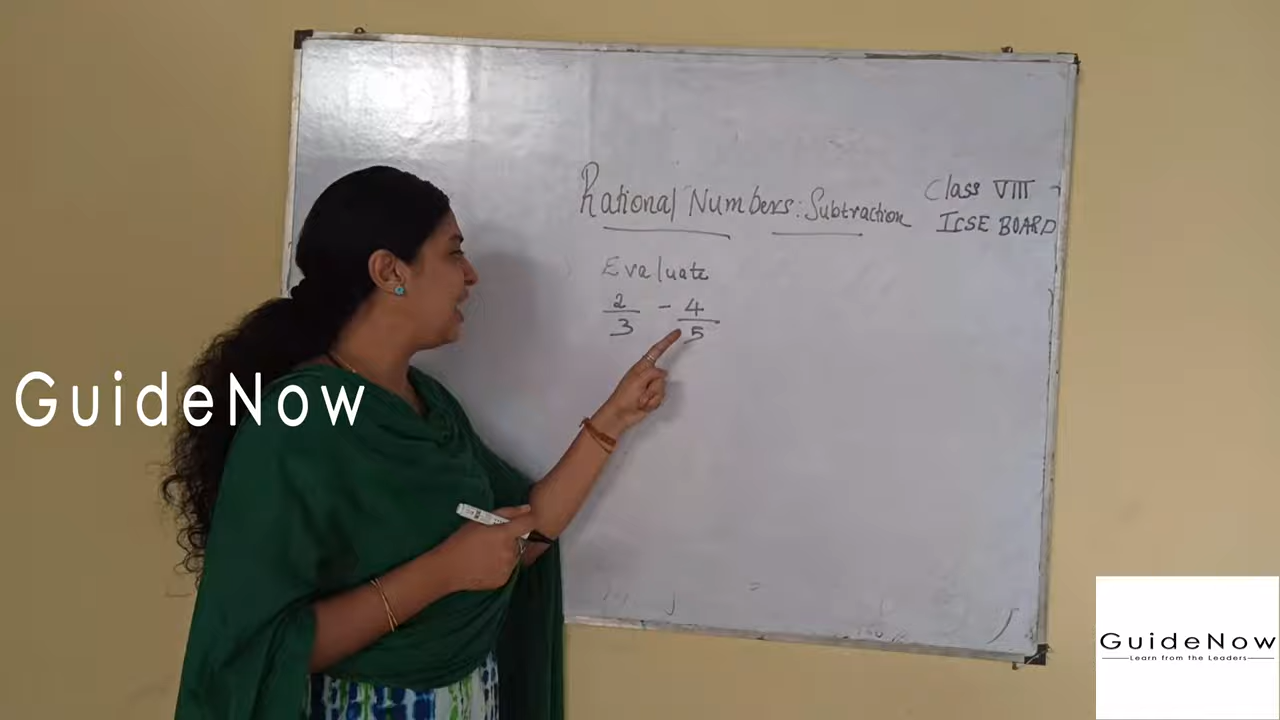 Rational Numbers: Subtraction
Class VIII
ICSE BOARD
Evaluate
2/3 - 4/5
GuideNow
GuideNow
Learn from the Leaders